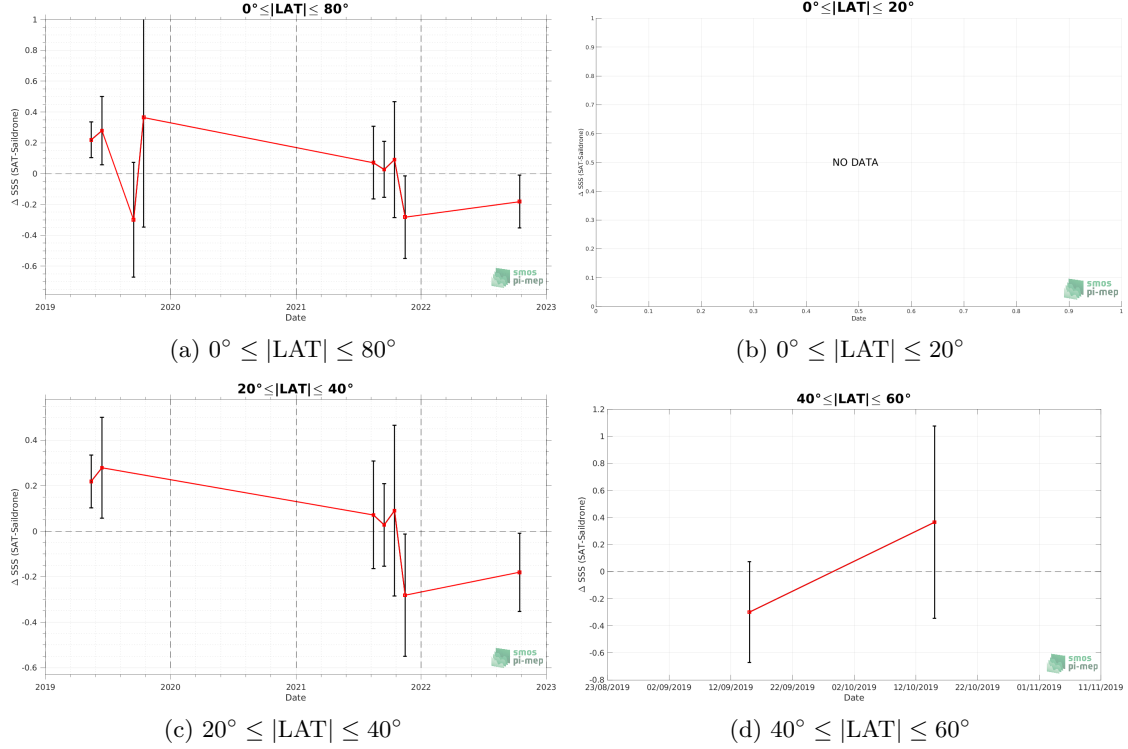 0°≤|LAT|≤ 80°
1
0.8
0.6
0.4
0.2
0
-0.2
-0.4
-0.6
Δ SSS (SAT-Saildrone)
2019
2020
2021
2022
2023
Date
smos
pi-mep
(a) 0° ≤ |LAT| ≤ 80°
0°≤|LAT|≤ 20°
1
0.9
0.8
0.7
0.6
0.5
0.4
0.3
0.2
0.1
0
Δ SSS (SAT-Saildrone)
NO DATA
0
0.1
0.2
0.3
0.4
0.5
0.6
0.7
0.8
0.9
1
Date
smos
pi-mep
(b) 0° ≤ |LAT| ≤ 20°
20°≤|LAT|≤ 40°
0.4
0.2
0
-0.2
-0.4
-0.6
Δ SSS (SAT-Saildrone)
2019
2020
2021
2022
2023
Date
smos
pi-mep
(c) 20° ≤ |LAT| ≤ 40°
40°≤|LAT|≤ 60°
1.2
1
0.8
0.6
0.4
0.2
0
-0.2
-0.4
-0.6
-0.8
Δ SSS (SAT-Saildrone)
23/08/2019
02/09/2019
12/09/2019
22/09/2019
02/10/2019
12/10/2019
22/10/2019
01/11/2019
11/11/2019
Date
smos
pi-mep
(d) 40° ≤ |LAT| ≤ 60°